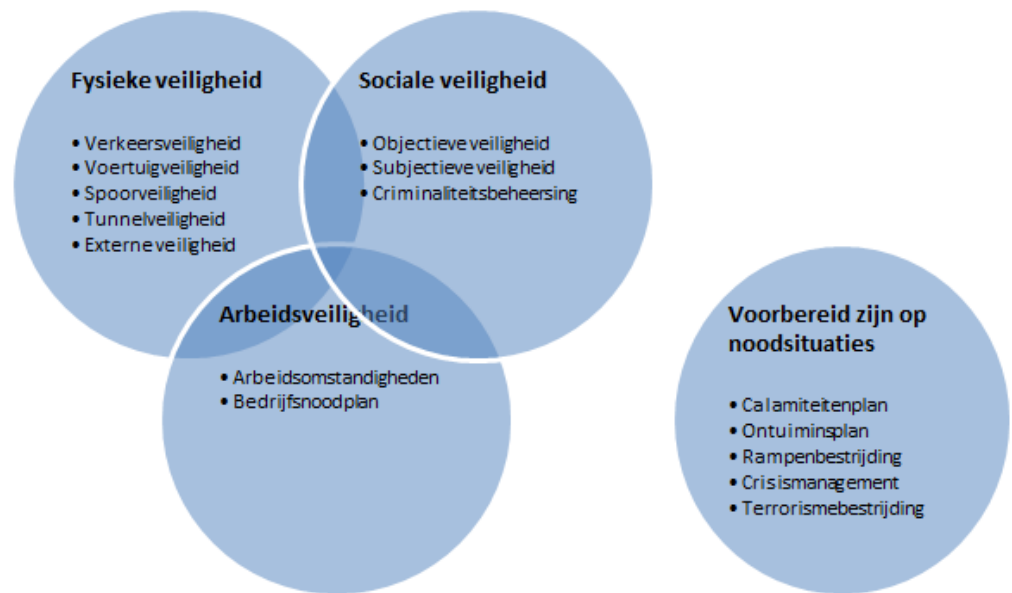 Fysieke veiligheid
• Verkeersveiligheid
• Voertuigveiligheid
• Spoorveiligheid
• Tunnelveiligheid
• Externe veiligheid
Sociale veiligheid
• Objectieve veiligheid
• Subjectieve veiligheid
• Criminaliteitsbeheersing
Arbeidsveiligheid
• Arbeidsomstandigheden
• Bedrijfsnoodplan
Voorbereid zijn op
noodsituaties
• Calamiteitenplan
• Ontuiminsplan
• Rampenbestrijding
• Crisismanagement
• Terrorismebestrijding